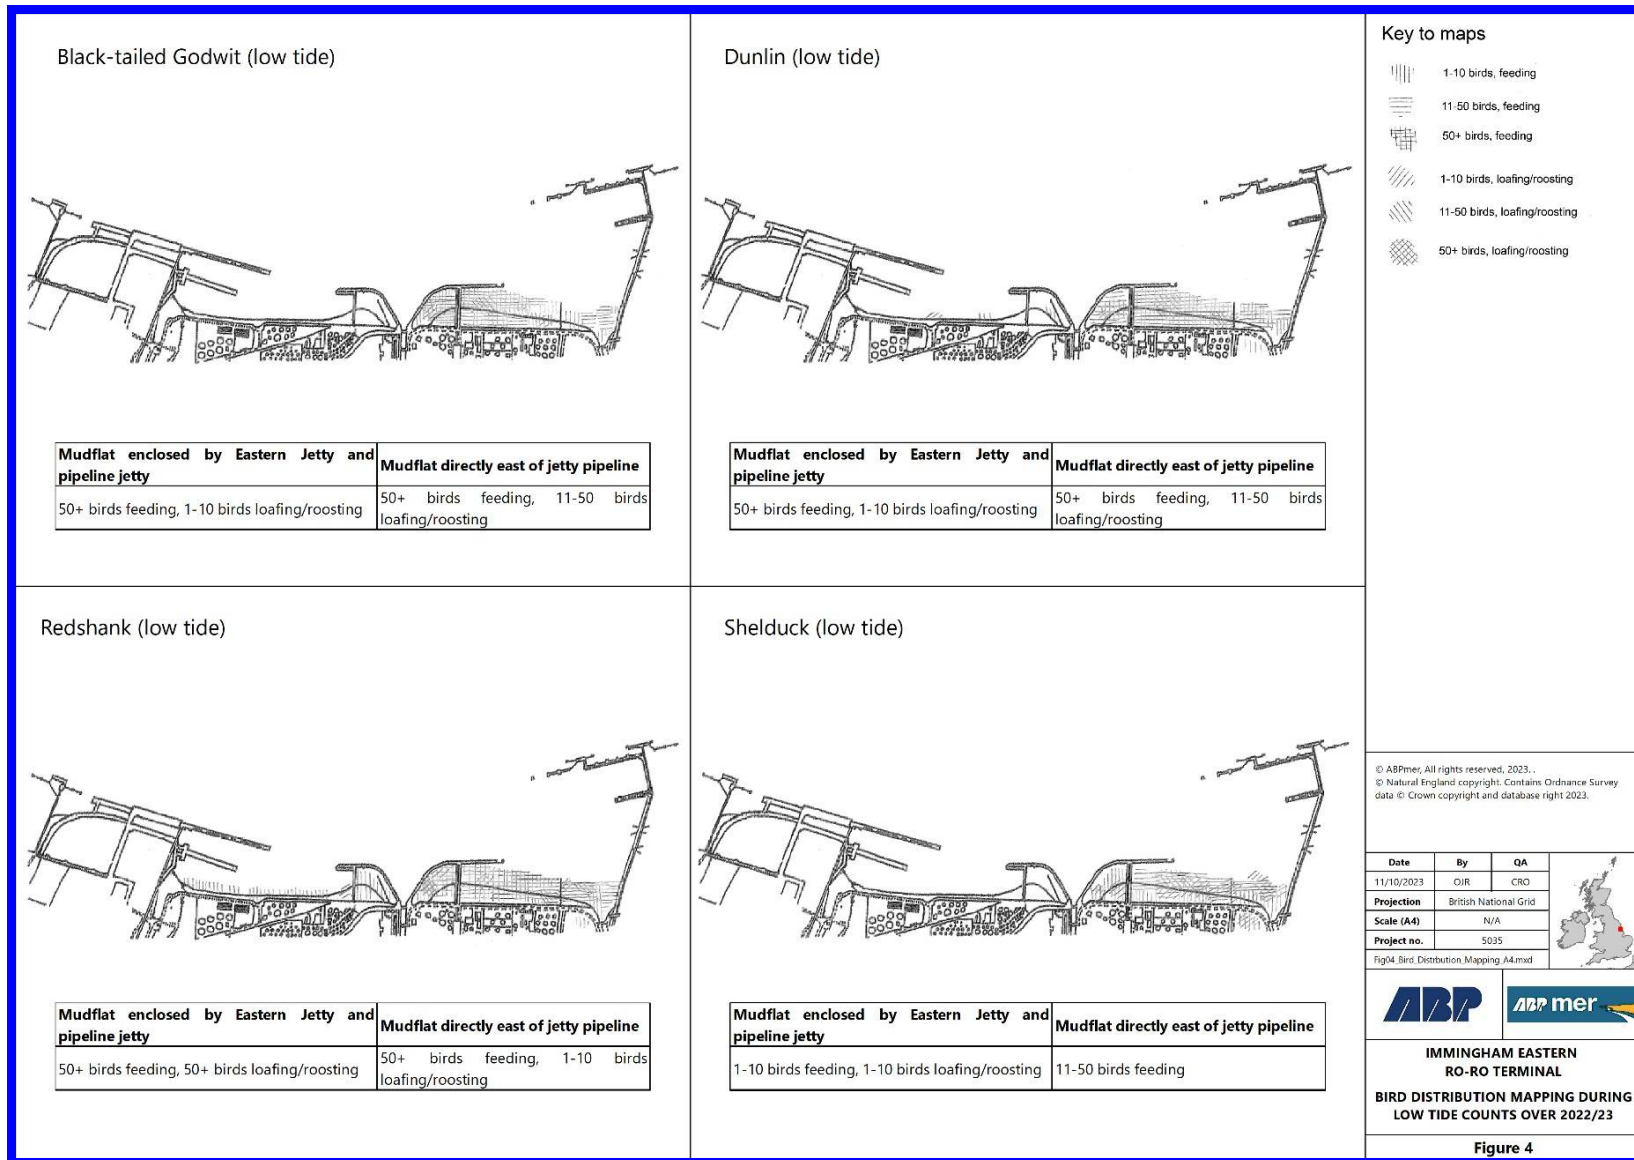 Black-tailed Godwit (low tide)
Mudflat enclosed by Eastern Jetty and
pipeline jetty
Mudflat directly east of jetty pipeline
50+ birds feeding, 1-10 birds loafing/roosting
50+ birds feeding, 11-50 birds
loafing/roosting
Dunlin (low tide)
Mudflat enclosed by Eastern Jetty and
pipeline jetty
Mudflat directly east of jetty pipeline
50+ birds feeding, 1-10 birds loafing/roosting
50+ birds feeding, 11-50 birds
loafing/roosting
Redshank (low tide)
Mudflat enclosed by Eastern Jetty and
pipeline jetty
Mudflat directly east of jetty pipeline
50+ birds feeding, 50+ birds loafing/roosting
50+ birds feeding, 1-10 birds
loafing/roosting
Shelduck (low tide)
Mudflat enclosed by Eastern Jetty and
pipeline jetty
Mudflat directly east of jetty pipeline
1-10 birds feeding, 1-10 birds loafing/roosting
11-50 birds feeding
Key to maps
1-10 birds, feeding
11-50 birds, feeding
50+ birds, feeding
1-10 birds, loafing/roosting
11-50 birds, loafing/roosting
50+ birds, loafing/roosting
© ABPmer, All rights reserved, 2023. .
© Natural England copyright. Contains Ordnance Survey
data © Crown copyright and database right 2023.
Date By QA
11/10/2023 OJR CRO
Projection British National Grid
Scale (A4) N/A
Project no. 5035
Fig04_Bird_Distrbution_Mapping_A4.mxd
ABP
ABP mer
IMMINGHAM EASTERN
RO-RO TERMINAL
BIRD DISTRIBUTION MAPPING DURING
LOW TIDE COUNTS OVER 2022/23
Figure 4